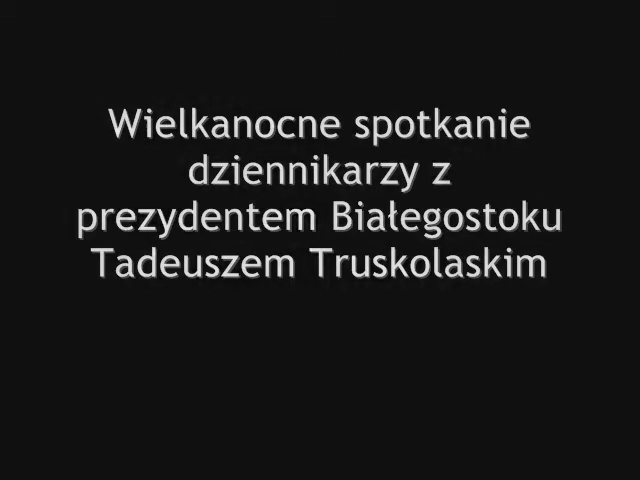 Wielkanocne spotkanie
dziennikarzy z
prezydentem Białegostoku
Tadeuszem Truskolaskim